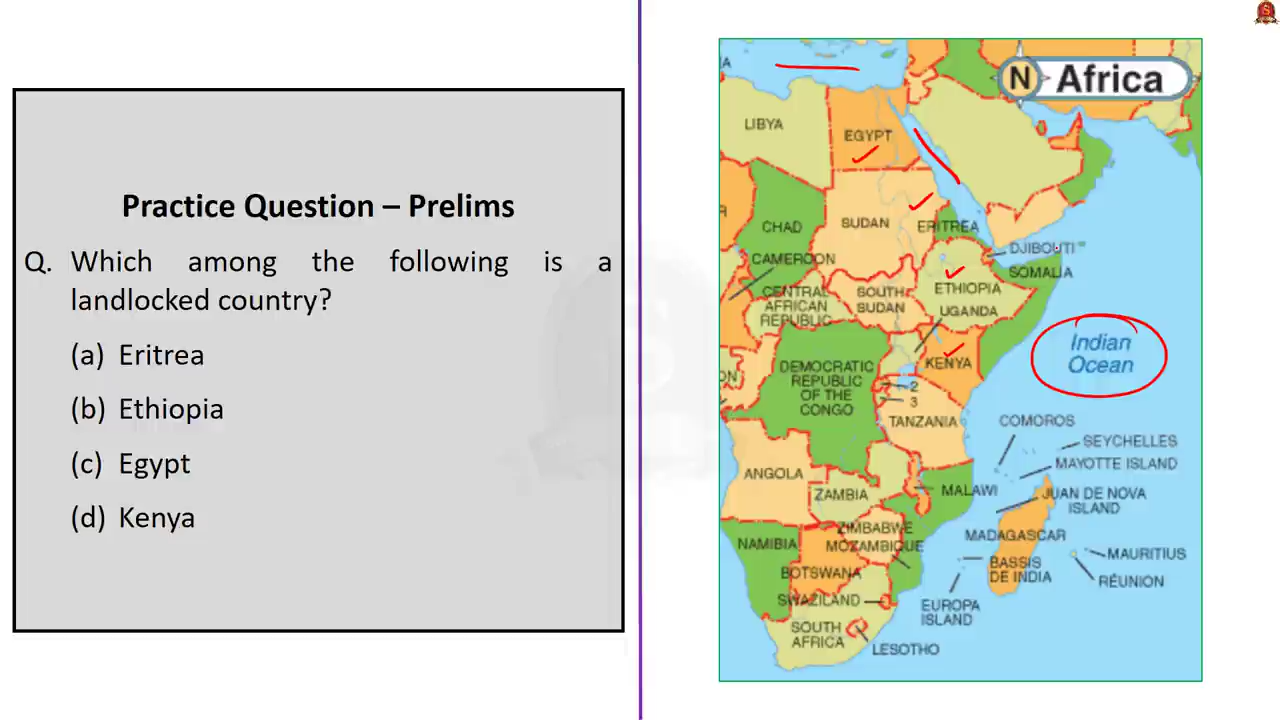 Practice Question – Prelims
Q. Which among the following is a
landlocked country?
(a) Eritrea
(b) Ethiopia
(c) Egypt
(d) Kenya
N Africa
LIBYA
EGYPT
CHAD
SUDAN
ERITREA
DJIBOUTI
CAMEROON
SOMALIA
CENTRAL
AFRICAN
REPUBLIC
SOUTH
SUDAN
ETHIOPIA
UGANDA
Indian
Ocean
DEMOCRATIC
REPUBLIC
OF THE
CONGO
KENYA
2
3
TANZANIA
COMOROS
SEYCHELLES
MAYOTTE ISLAND
ANGOLA
ZAMBIA
MALAWI
JUAN DE NOVA
ISLAND
ZIMBABWE
MOZAMBIQUE
MADAGASCAR
NAMIBIA
BOTSWANA
BASSIS
DE INDIA
MAURITIUS
RÉUNION
SWAZILAND
EUROPA
ISLAND
SOUTH
AFRICA
LESOTHO